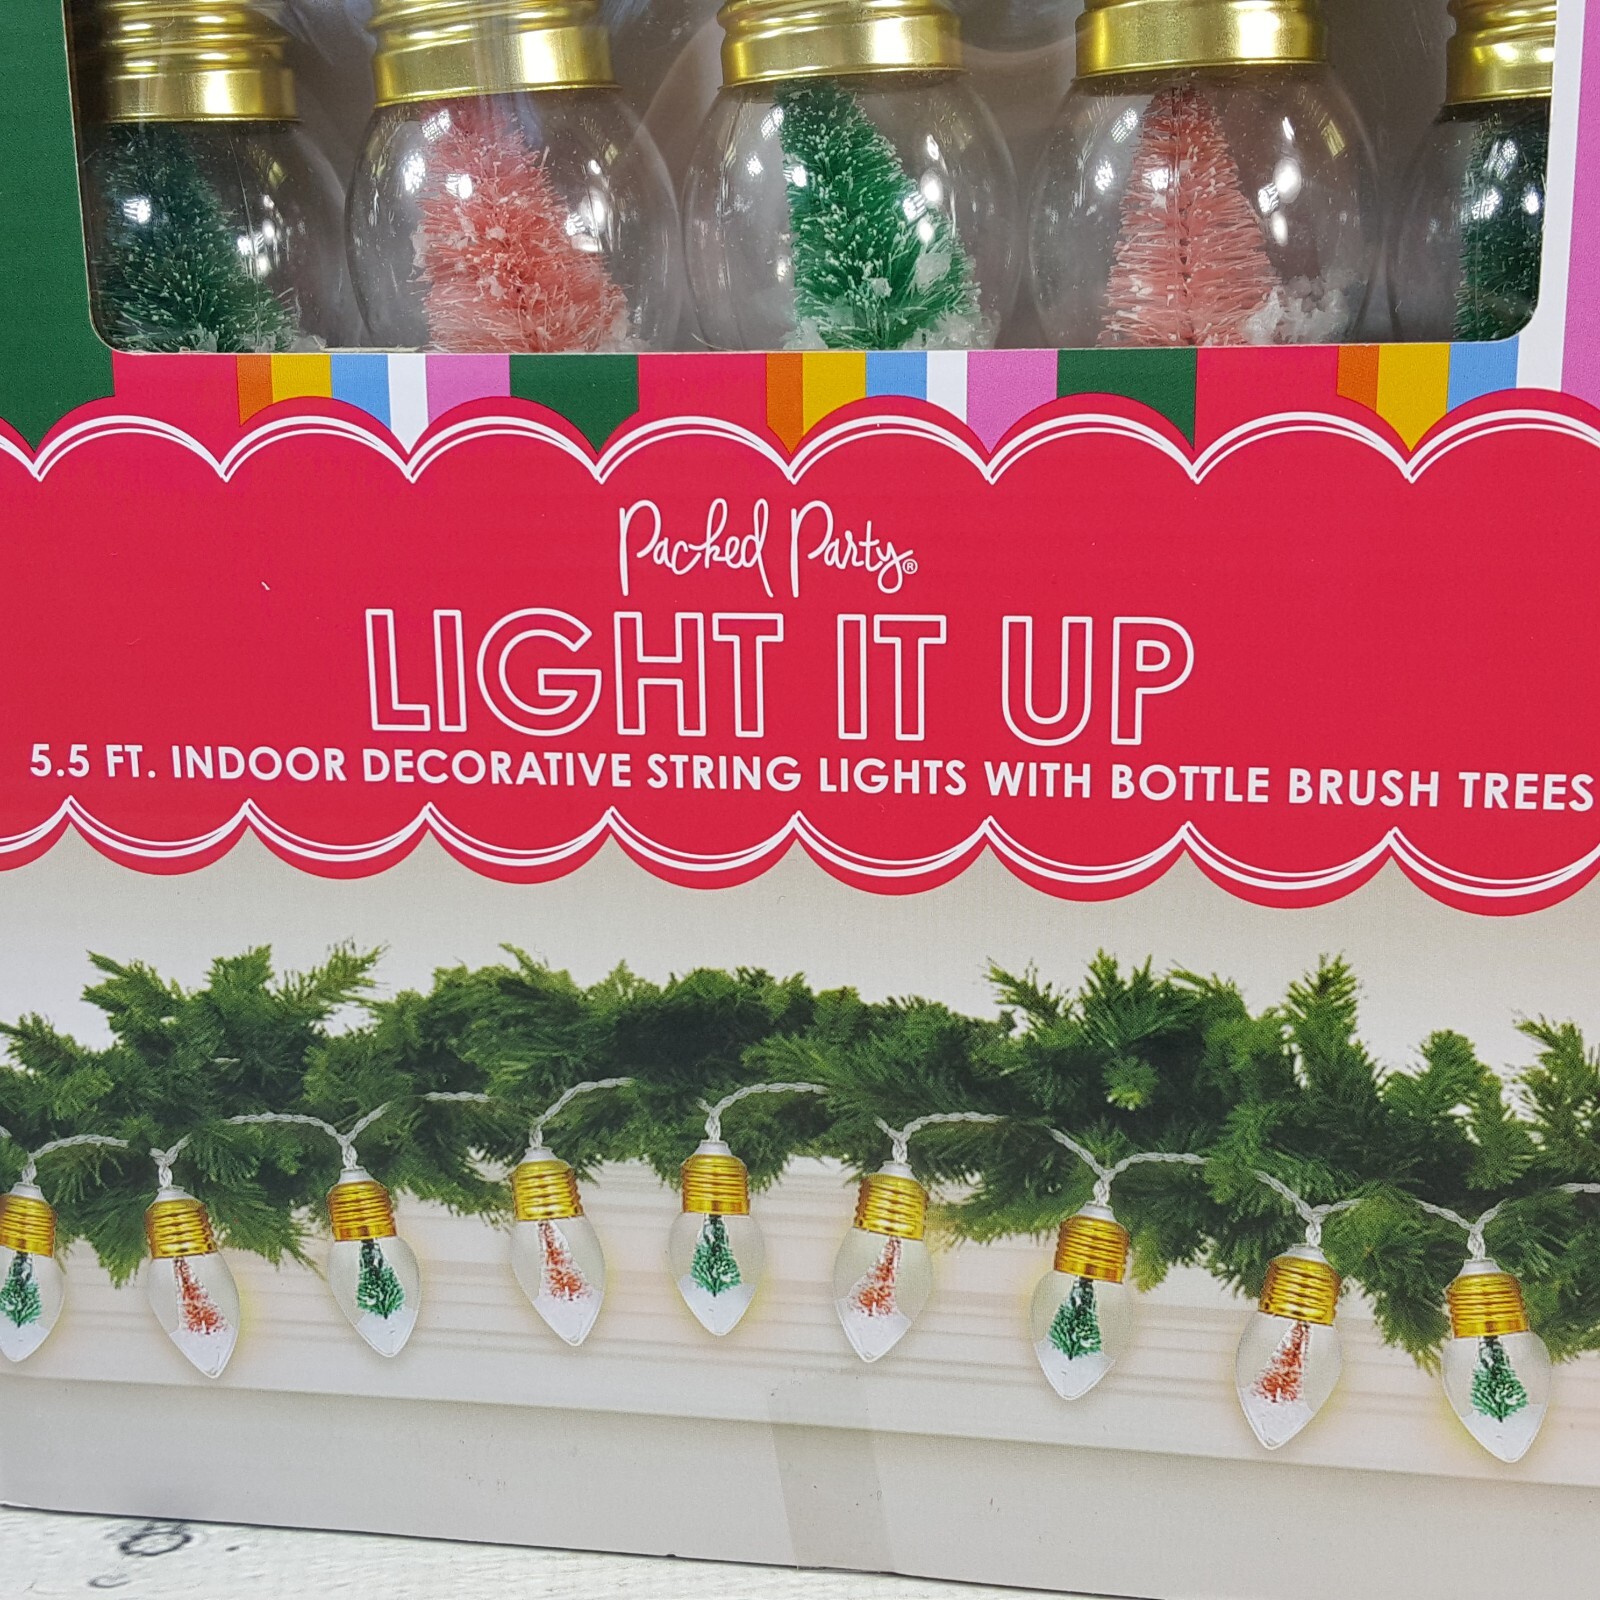 Packed Party®
LIGHT IT UP
5.5 FT. INDOOR DECORATIVE STRING LIGHTS WITH BOTTLE BRUSH TREES